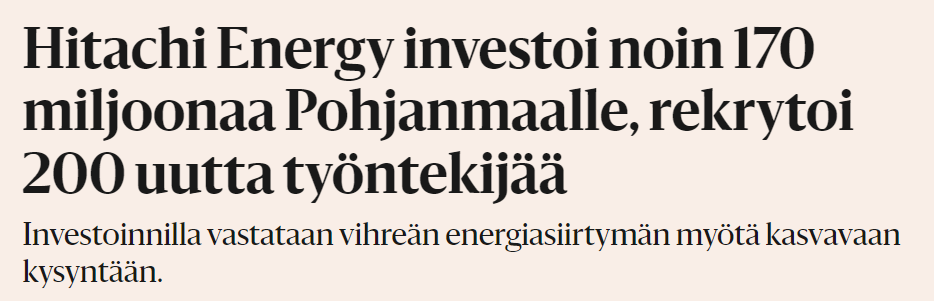 Hitachi Energy investoi noin 170
miljoonaa Pohjanmaalle, rekrytoi
200 uutta työntekijää
Investoinnilla vastataan vihreän energiasiirtymän myötä kasvavaan
kysyntään.